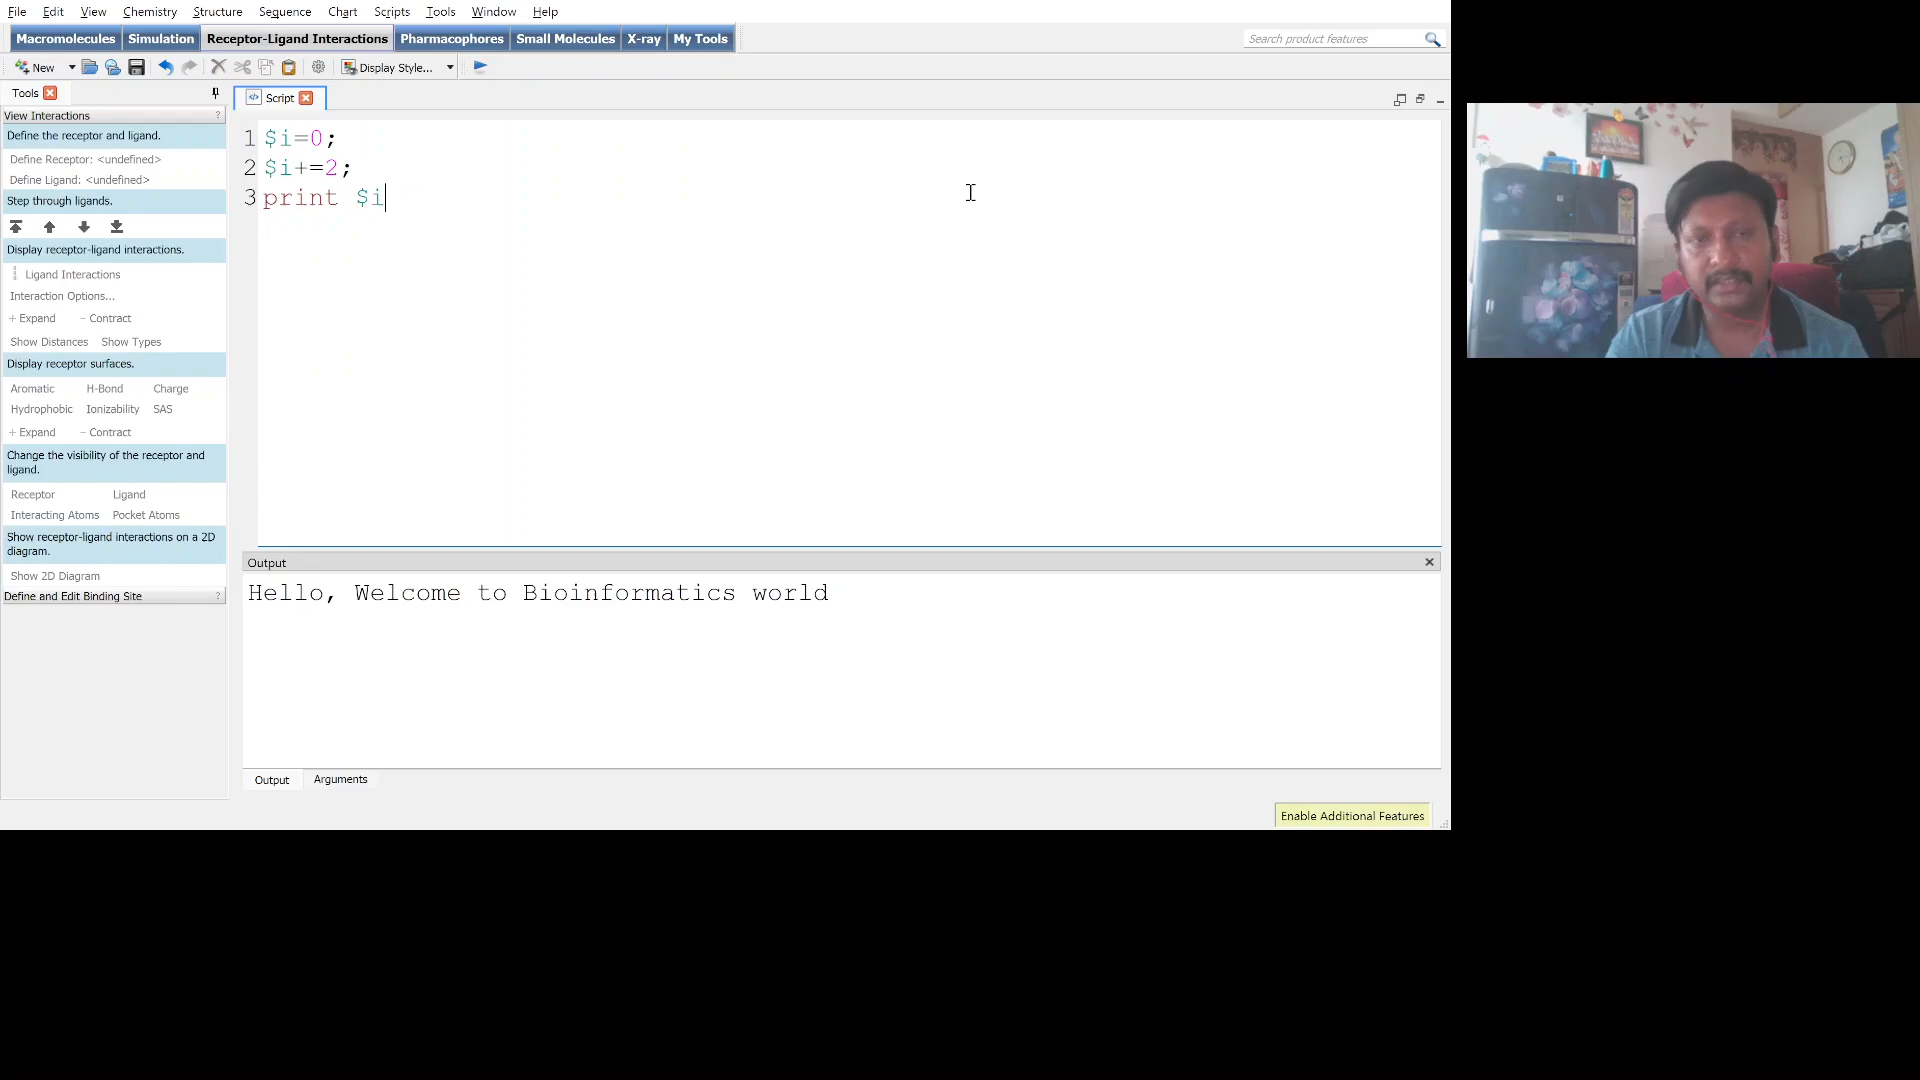 File Edit View Chemistry Structure Sequence Chart Scripts Tools Window Help
Macromolecules Simulation Receptor-Ligand Interactions Pharmacophores Small Molecules X-ray My Tools
Search product features
New Display Style...
Tools
Script
View Interactions ?
Define the receptor and ligand.
Define Receptor: <undefined>
Define Ligand: <undefined>
Step through ligands.
Display receptor-ligand interactions.
Ligand Interactions
Interaction Options...
+ Expand − Contract
Show Distances Show Types
Display receptor surfaces.
Aromatic H-Bond Charge
Hydrophobic Ionizability SAS
+ Expand − Contract
Change the visibility of the receptor and
ligand.
Receptor Ligand
Interacting Atoms Pocket Atoms
Show receptor-ligand interactions on a 2D
diagram.
Show 2D Diagram
Define and Edit Binding Site ?
1 $i=0;
2 $i+=2;
3 print $i
Output
Hello, Welcome to Bioinformatics world
Output Arguments
Enable Additional Features